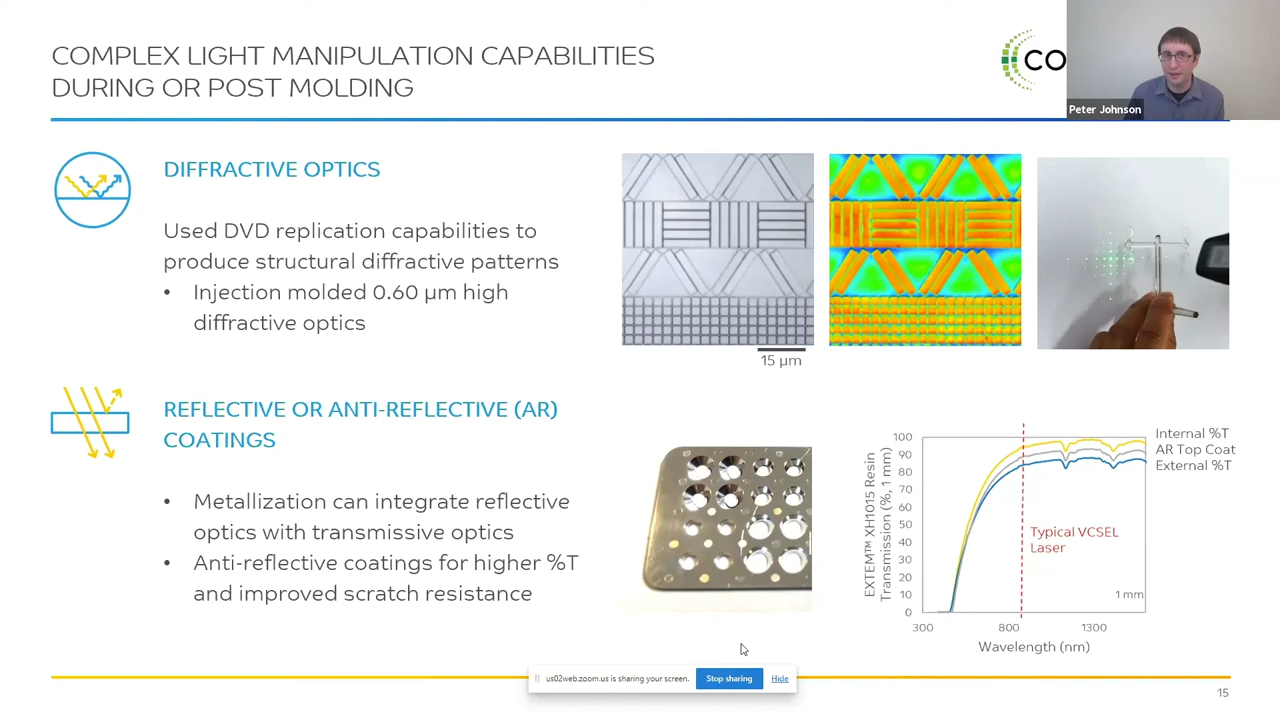 COMPLEX LIGHT MANIPULATION CAPABILITIES
DURING OR POST MOLDING
CO
Peter Johnson
DIFFRACTIVE OPTICS
Used DVD replication capabilities to
produce structural diffractive patterns
• Injection molded 0.60 μm high
diffractive optics
15 μm
REFLECTIVE OR ANTI-REFLECTIVE (AR)
COATINGS
• Metallization can integrate reflective
optics with transmissive optics
• Anti-reflective coatings for higher %T
and improved scratch resistance
EXTEM™ XH1015 Resin
Transmission (%, 1 mm)
100
90
80
70
60
50
40
30
20
10
0
300
800
1300
Wavelength (nm)
Internal %T
AR Top Coat
External %T
Typical VCSEL
Laser
1 mm
us02web.zoom.us is sharing your screen.
Stop sharing
Hide
15